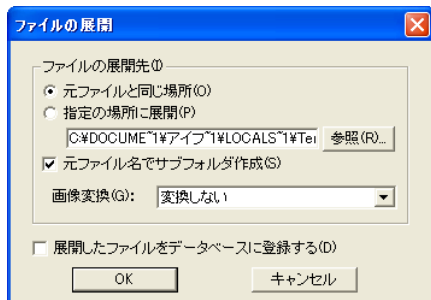 ファイルの展開
ファイルの展開先(I)
元ファイルと同じ場所(O)
指定の場所に展開(P)
C:¥DOCUME~1¥アイフ~1¥LOCALS~1¥Ter 参照(R)...
元ファイル名でサブフォルダ作成(S)
画像変換(G): 変換しない
展開したファイルをデータベースに登録する(D)
OK キャンセル